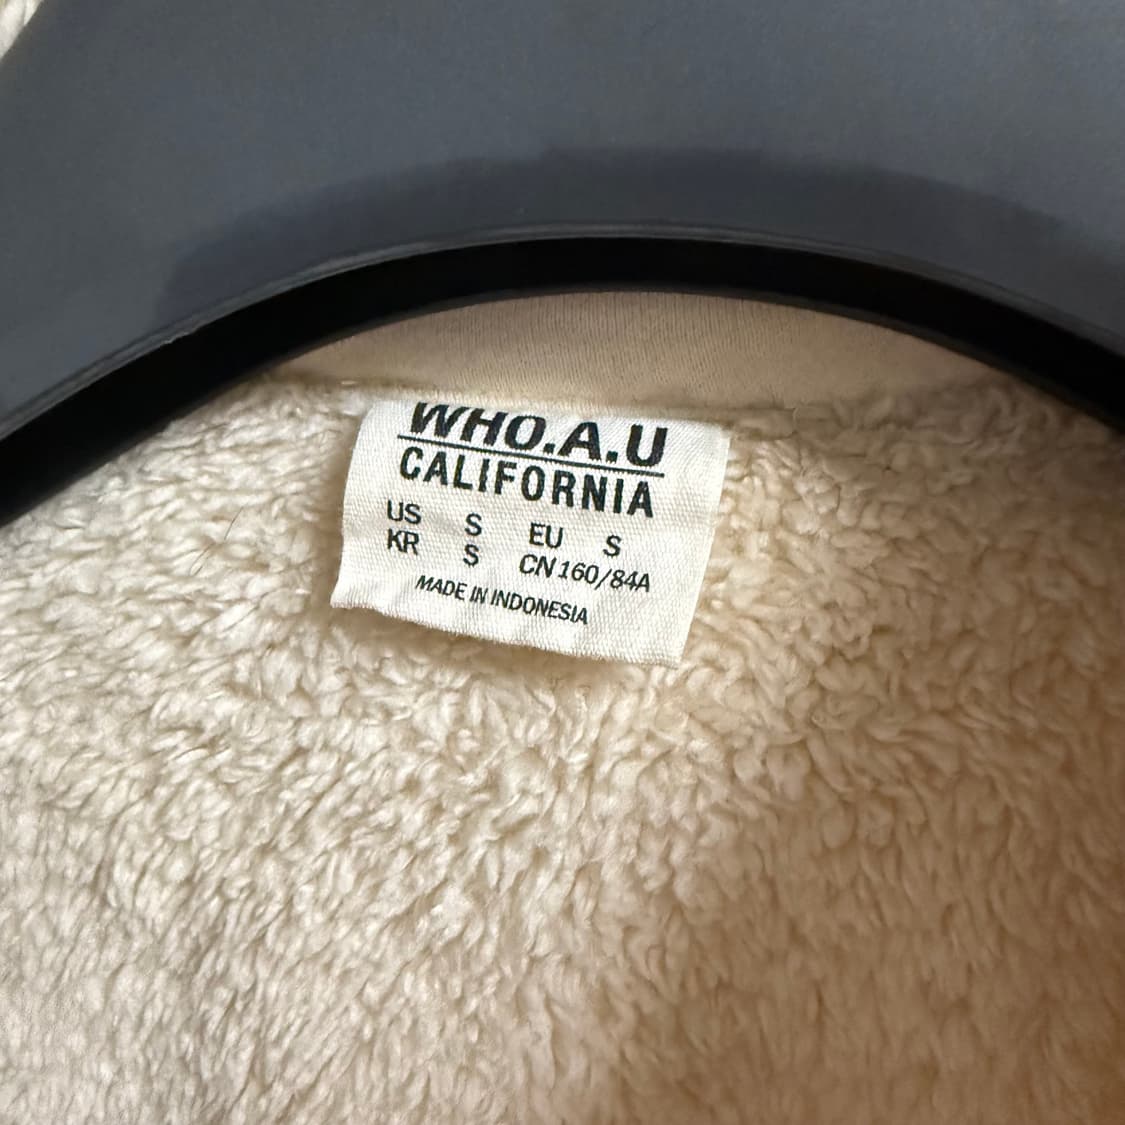 WHO.A.U
CALIFORNIA
US S EU S
KR S CN 160/84A
MADE IN INDONESIA